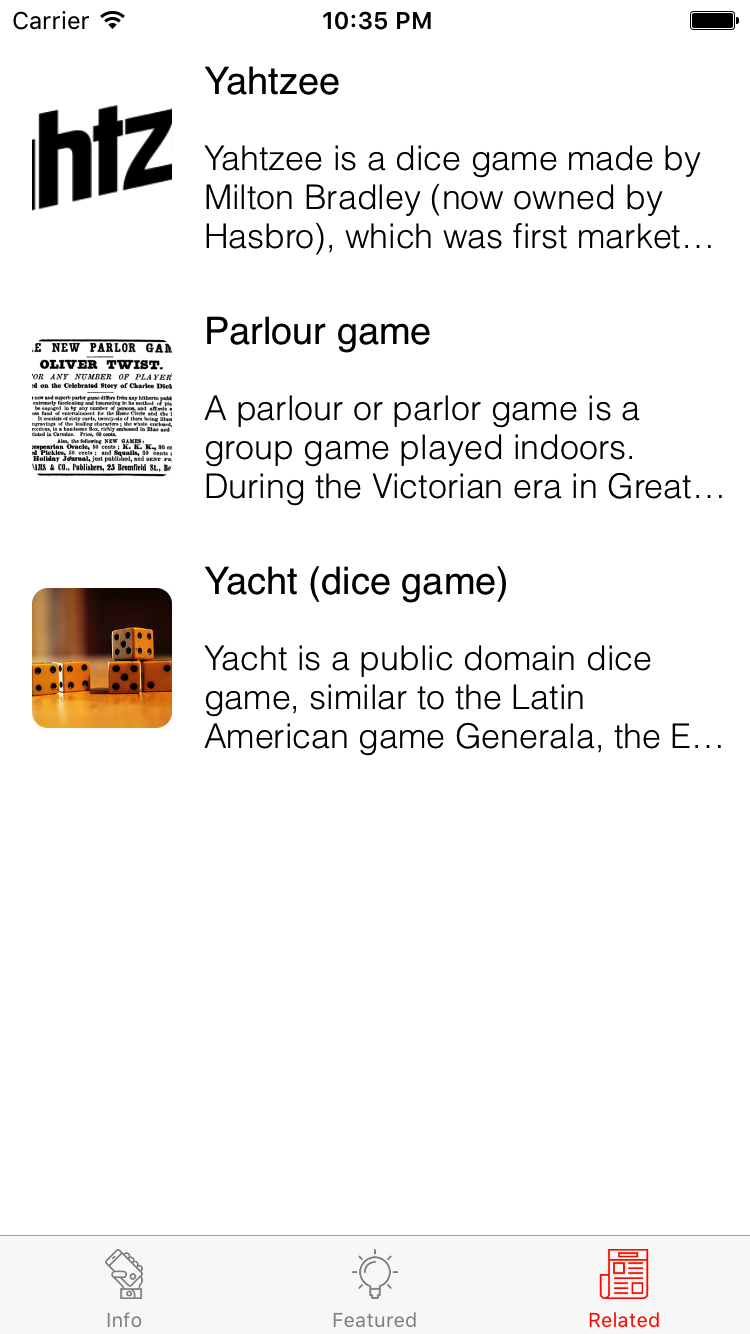 Carrier
10:35 PM
Yahtzee
htz
Yahtzee is a dice game made by
Milton Bradley (now owned by
Hasbro), which was first market…
Parlour game
E NEW PARLOR GAM
OLIVER TWIST.
OR ANY NUMBER OF PLAYER
ed on the Celebrated Story of Charles Dick
A parlour or parlor game is a
group game played indoors.
During the Victorian era in Great…
Yacht (dice game)
Yacht is a public domain dice
game, similar to the Latin
American game Generala, the E…
Info
Featured
Related